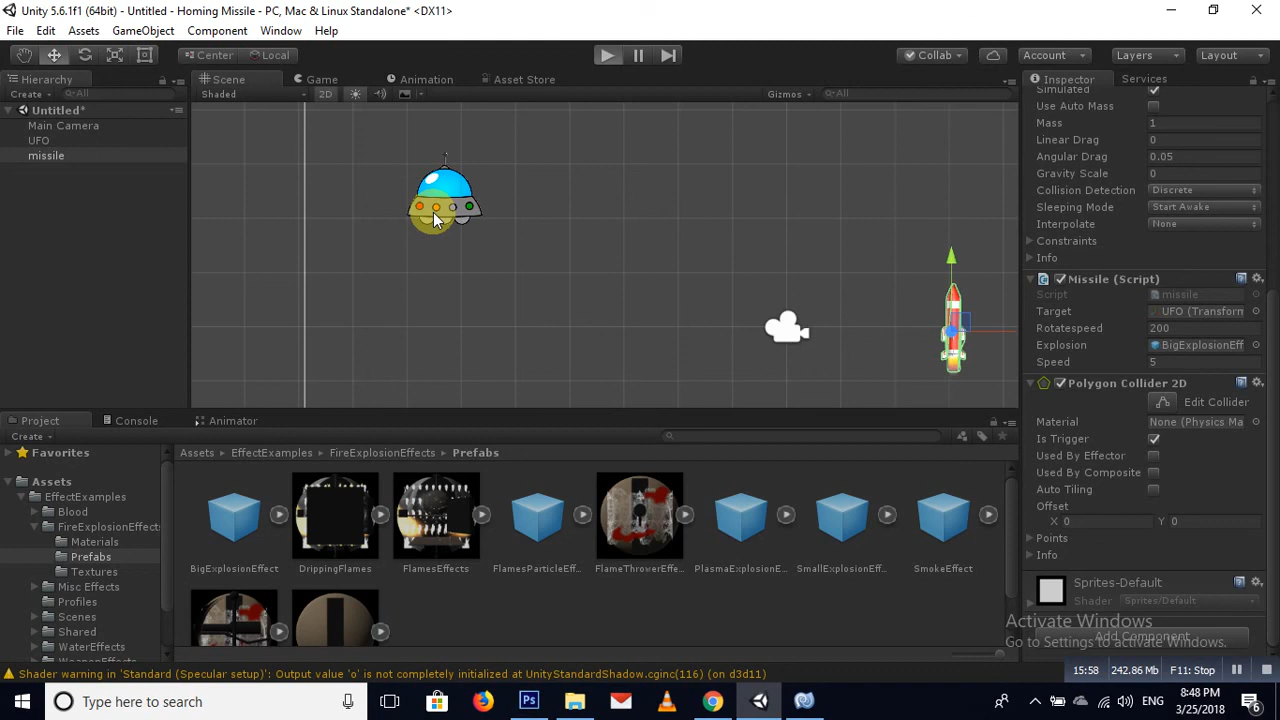 Unity 5.6.1f1 (64bit) - Untitled - Homing Missile - PC, Mac & Linux Standalone* <DX11>
File Edit Assets GameObject Component Window Help
Center Local Collab Account Layers Layout
Hierarchy Scene Game Animation Asset Store Inspector Services
Create All Shaded 2D Gizmos All
Untitled*
Main Camera
UFO
missile
Simulated
Use Auto Mass
Mass 1
Linear Drag 0
Angular Drag 0.05
Gravity Scale 0
Collision Detection Discrete
Sleeping Mode Start Awake
Interpolate None
Constraints
Info
Missile (Script)
Script missile
Target UFO (Transform
Rotatespeed 200
Explosion BigExplosionEff
Speed 5
Polygon Collider 2D
Edit Collider
Material None (Physics Ma
Is Trigger
Used By Effector
Used By Composite
Auto Tiling
Offset
X 0 Y 0
Points
Info
Sprites-Default
Shader Sprites/Default
Add Component
Activate Windows
Go to Settings to activate Windows.
Project Console Animator
Create
Favorites
Assets
EffectExamples
Blood
FireExplosionEffects
Materials
Prefabs
Textures
Misc Effects
Profiles
Scenes
Shared
WaterEffects
WeaponEffects
Assets EffectExamples FireExplosionEffects Prefabs
BigExplosionEffect DrippingFlames FlamesEffects FlamesParticleEff... FlameThrowerEffe... PlasmaExplosionE... SmallExplosionEff... SmokeEffect
Shader warning in 'Standard (Specular setup)': Output value 'o' is not completely initialized at UnityStandardShadow.cginc(116) (on d3d11)
15:58 242.86 Mb F11: Stop
Type here to search
Ps
ENG
8:48 PM
3/25/2018
6